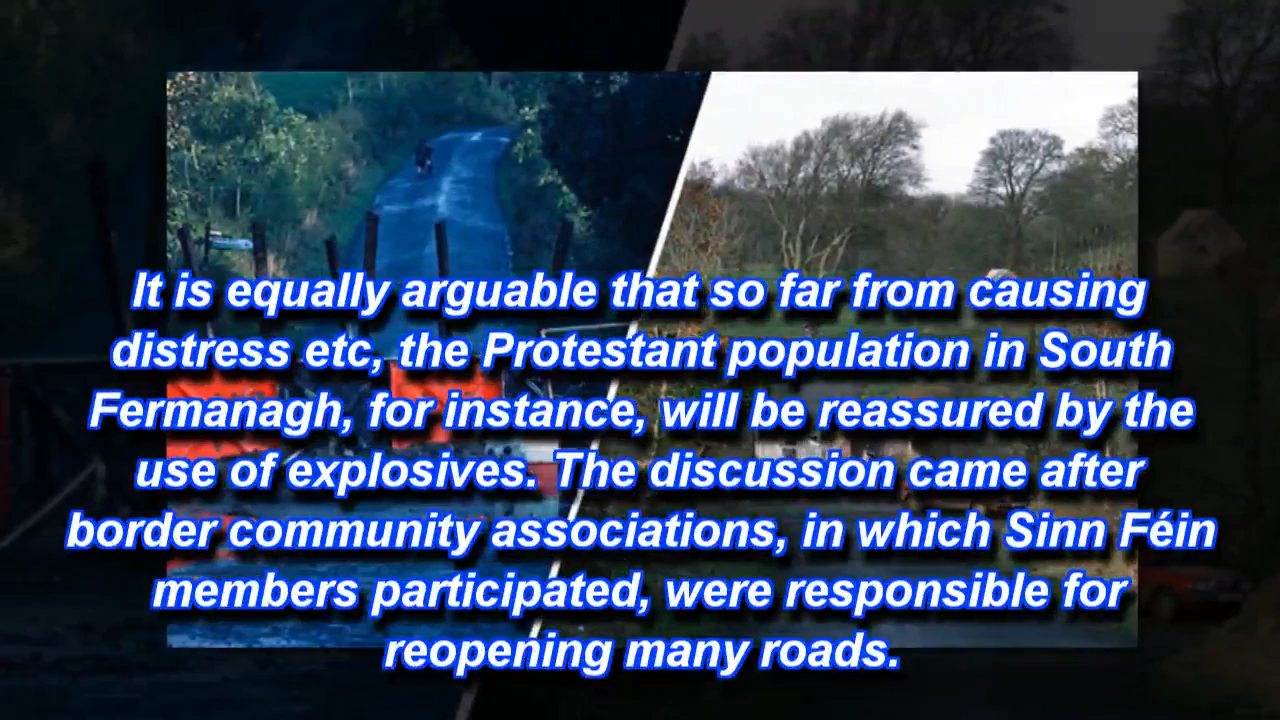 It is equally arguable that so far from causing
distress etc, the Protestant population in South
Fermanagh, for instance, will be reassured by the
use of explosives. The discussion came after
border community associations, in which Sinn Féin
members participated, were responsible for
reopening many roads.